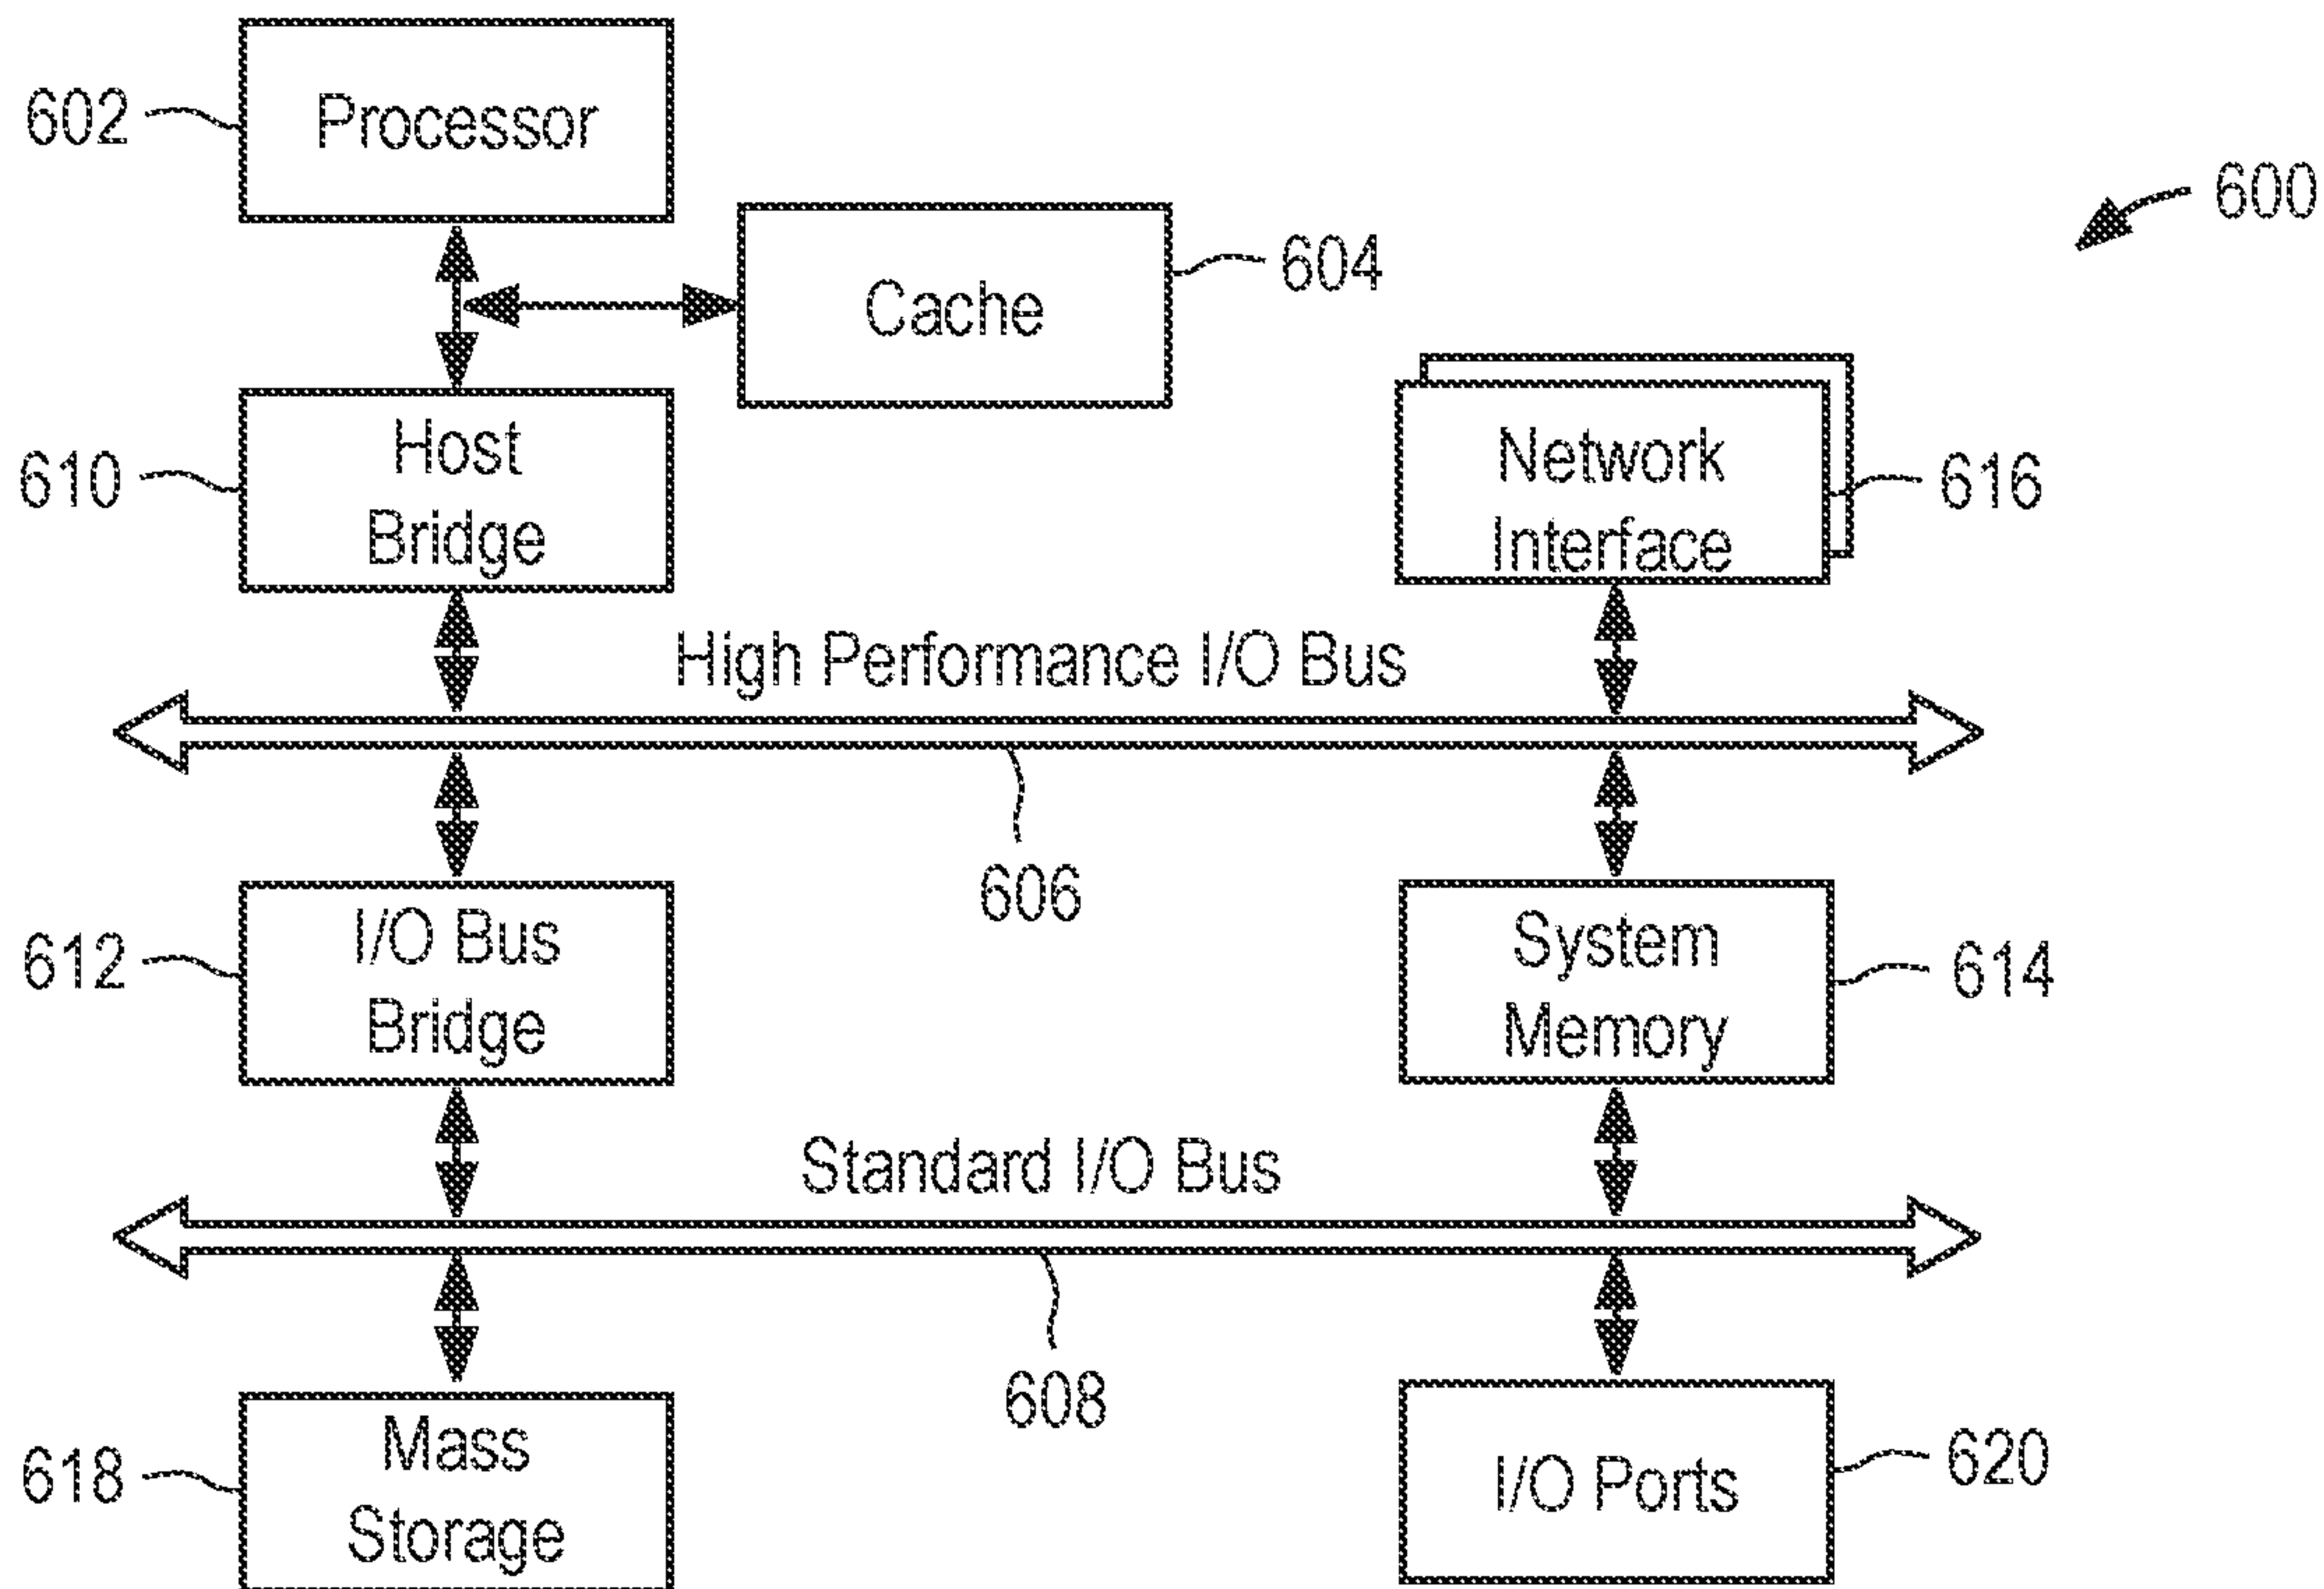 602
Processor
600
Cache
604
Host
Bridge
610
Network
Interface
616
High Performance I/O Bus
606
I/O Bus
Bridge
612
System
Memory
614
Standard I/O Bus
608
Mass
Storage
618
I/O Ports
620